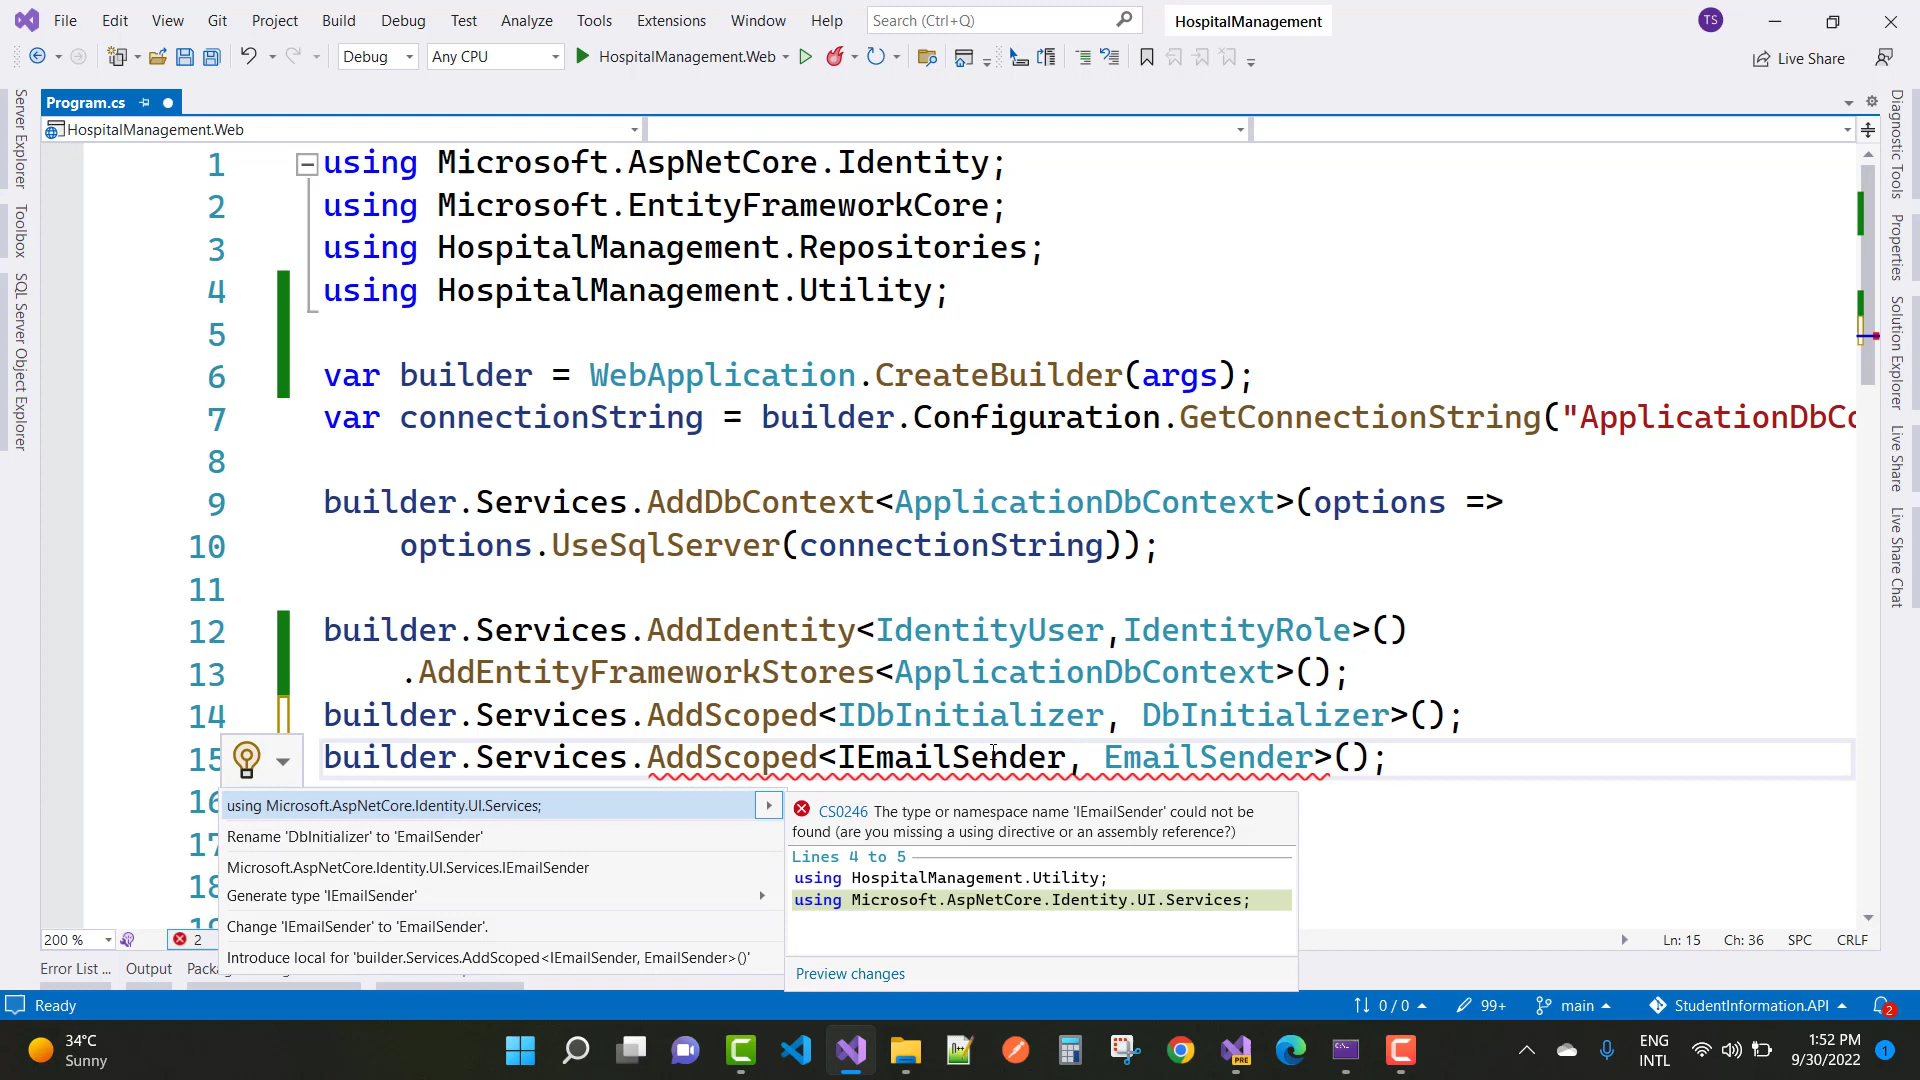 File Edit View Git Project Build Debug Test Analyze Tools Extensions Window Help Search (Ctrl+Q) HospitalManagement TS
Debug Any CPU HospitalManagement.Web Live Share
Program.cs
HospitalManagement.Web
Server Explorer
Toolbox
SQL Server Object Explorer
1 using Microsoft.AspNetCore.Identity;
2 using Microsoft.EntityFrameworkCore;
3 using HospitalManagement.Repositories;
4 using HospitalManagement.Utility;
5
6 var builder = WebApplication.CreateBuilder(args);
7 var connectionString = builder.Configuration.GetConnectionString("ApplicationDbCo
8
9 builder.Services.AddDbContext<ApplicationDbContext>(options =>
10 options.UseSqlServer(connectionString));
11
12 builder.Services.AddIdentity<IdentityUser,IdentityRole>()
13 .AddEntityFrameworkStores<ApplicationDbContext>();
14 builder.Services.AddScoped<IDbInitializer, DbInitializer>();
15 builder.Services.AddScoped<IEmailSender, EmailSender>();
16
17
18
using Microsoft.AspNetCore.Identity.UI.Services;
Rename 'DbInitializer' to 'EmailSender'
Microsoft.AspNetCore.Identity.UI.Services.IEmailSender
Generate type 'IEmailSender'
Change 'IEmailSender' to 'EmailSender'.
Introduce local for 'builder.Services.AddScoped<IEmailSender, EmailSender>()'
CS0246 The type or namespace name 'IEmailSender' could not be
found (are you missing a using directive or an assembly reference?)
Lines 4 to 5
using HospitalManagement.Utility;
using Microsoft.AspNetCore.Identity.UI.Services;
Preview changes
Diagnostic Tools
Properties
Solution Explorer
Live Share
Live Share Chat
200 % 2 Ln: 15 Ch: 36 SPC CRLF
Error List ... Output
Ready 0 / 0 99+ main StudentInformation.API 2
34°C
Sunny
PRE
ENG
INTL
1:52 PM
9/30/2022
1